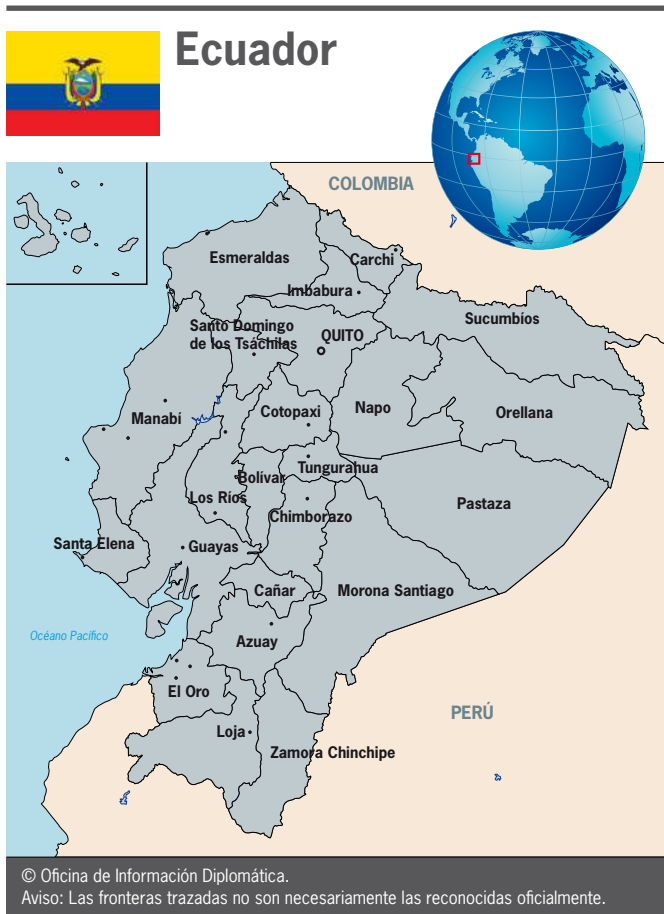 Ecuador
COLOMBIA
Esmeraldas
Carchi
Imbabura
Sucumbíos
Santo Domingo
de los Tsáchilas
QUITO
Manabí
Cotopaxi
Napo
Orellana
Tungurahua
Bolívar
Los Ríos
Pastaza
Chimborazo
Santa Elena
Guayas
Cañar
Morona Santiago
Océano Pacífico
Azuay
El Oro
PERÚ
Loja
Zamora Chinchipe
© Oficina de Información Diplomática.
Aviso: Las fronteras trazadas no son necesariamente las reconocidas oficialmente.